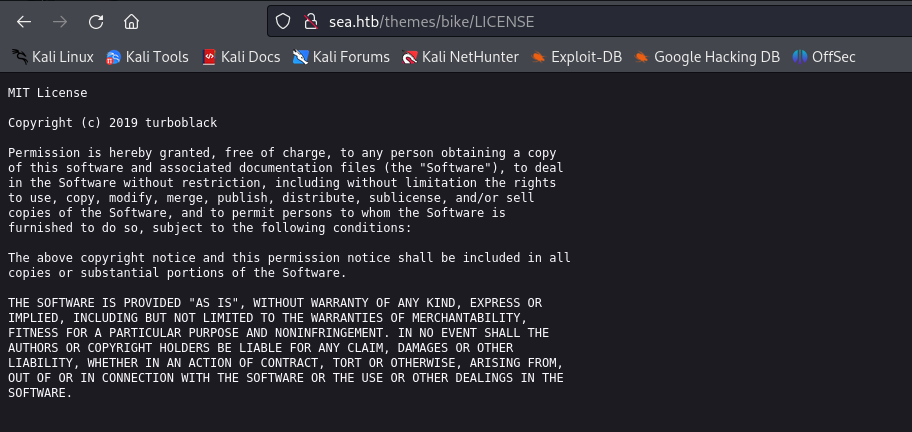 sea.htb/themes/bike/LICENSE
Kali Linux Kali Tools Kali Docs Kali Forums Kali NetHunter Exploit-DB Google Hacking DB OffSec
MIT License
Copyright (c) 2019 turboblack
Permission is hereby granted, free of charge, to any person obtaining a copy
of this software and associated documentation files (the "Software"), to deal
in the Software without restriction, including without limitation the rights
to use, copy, modify, merge, publish, distribute, sublicense, and/or sell
copies of the Software, and to permit persons to whom the Software is
furnished to do so, subject to the following conditions:
The above copyright notice and this permission notice shall be included in all
copies or substantial portions of the Software.
THE SOFTWARE IS PROVIDED "AS IS", WITHOUT WARRANTY OF ANY KIND, EXPRESS OR
IMPLIED, INCLUDING BUT NOT LIMITED TO THE WARRANTIES OF MERCHANTABILITY,
FITNESS FOR A PARTICULAR PURPOSE AND NONINFRINGEMENT. IN NO EVENT SHALL THE
AUTHORS OR COPYRIGHT HOLDERS BE LIABLE FOR ANY CLAIM, DAMAGES OR OTHER
LIABILITY, WHETHER IN AN ACTION OF CONTRACT, TORT OR OTHERWISE, ARISING FROM,
OUT OF OR IN CONNECTION WITH THE SOFTWARE OR THE USE OR OTHER DEALINGS IN THE
SOFTWARE.